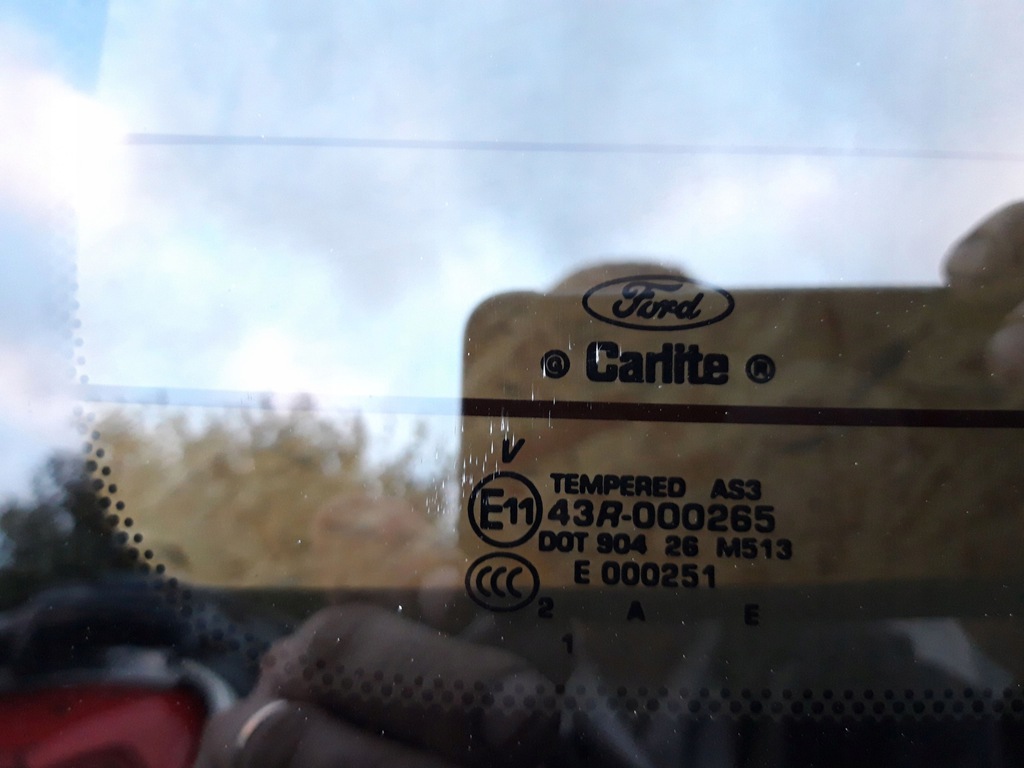 Ford
@ Carlite ®
V
TEMPERED AS3
E11 43R-000265
DOT 904 26 M513
CCC E 000251
2 A E
1